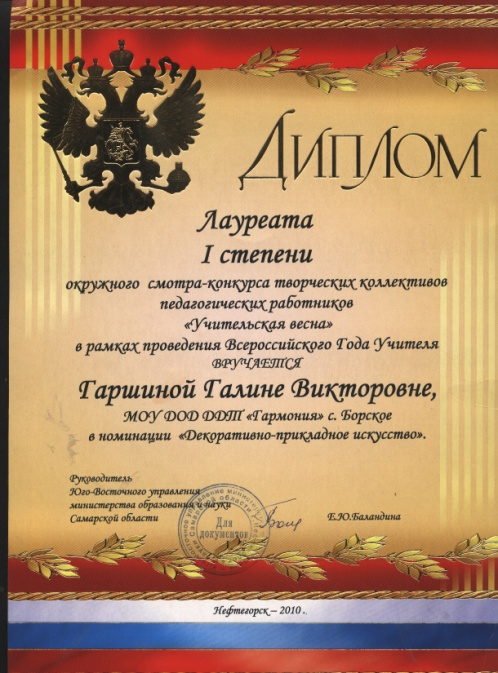 ДИПЛОМ
Лауреата
I степени
окружного смотра-конкурса творческих коллективов
педагогических работников
«Учительская весна»
в рамках проведения Всероссийского Года Учителя
ВРУЧАЕТСЯ
Гаршиной Галине Викторовне,
МОУ ДОД ДДТ «Гармония» с. Борское
в номинации «Декоративно-прикладное искусство».
Руководитель
Юго-Восточного управления
министерства образования и науки
Самарской области
Е.Ю.Баландина
Для
документов
Нефтегорск – 2010 .